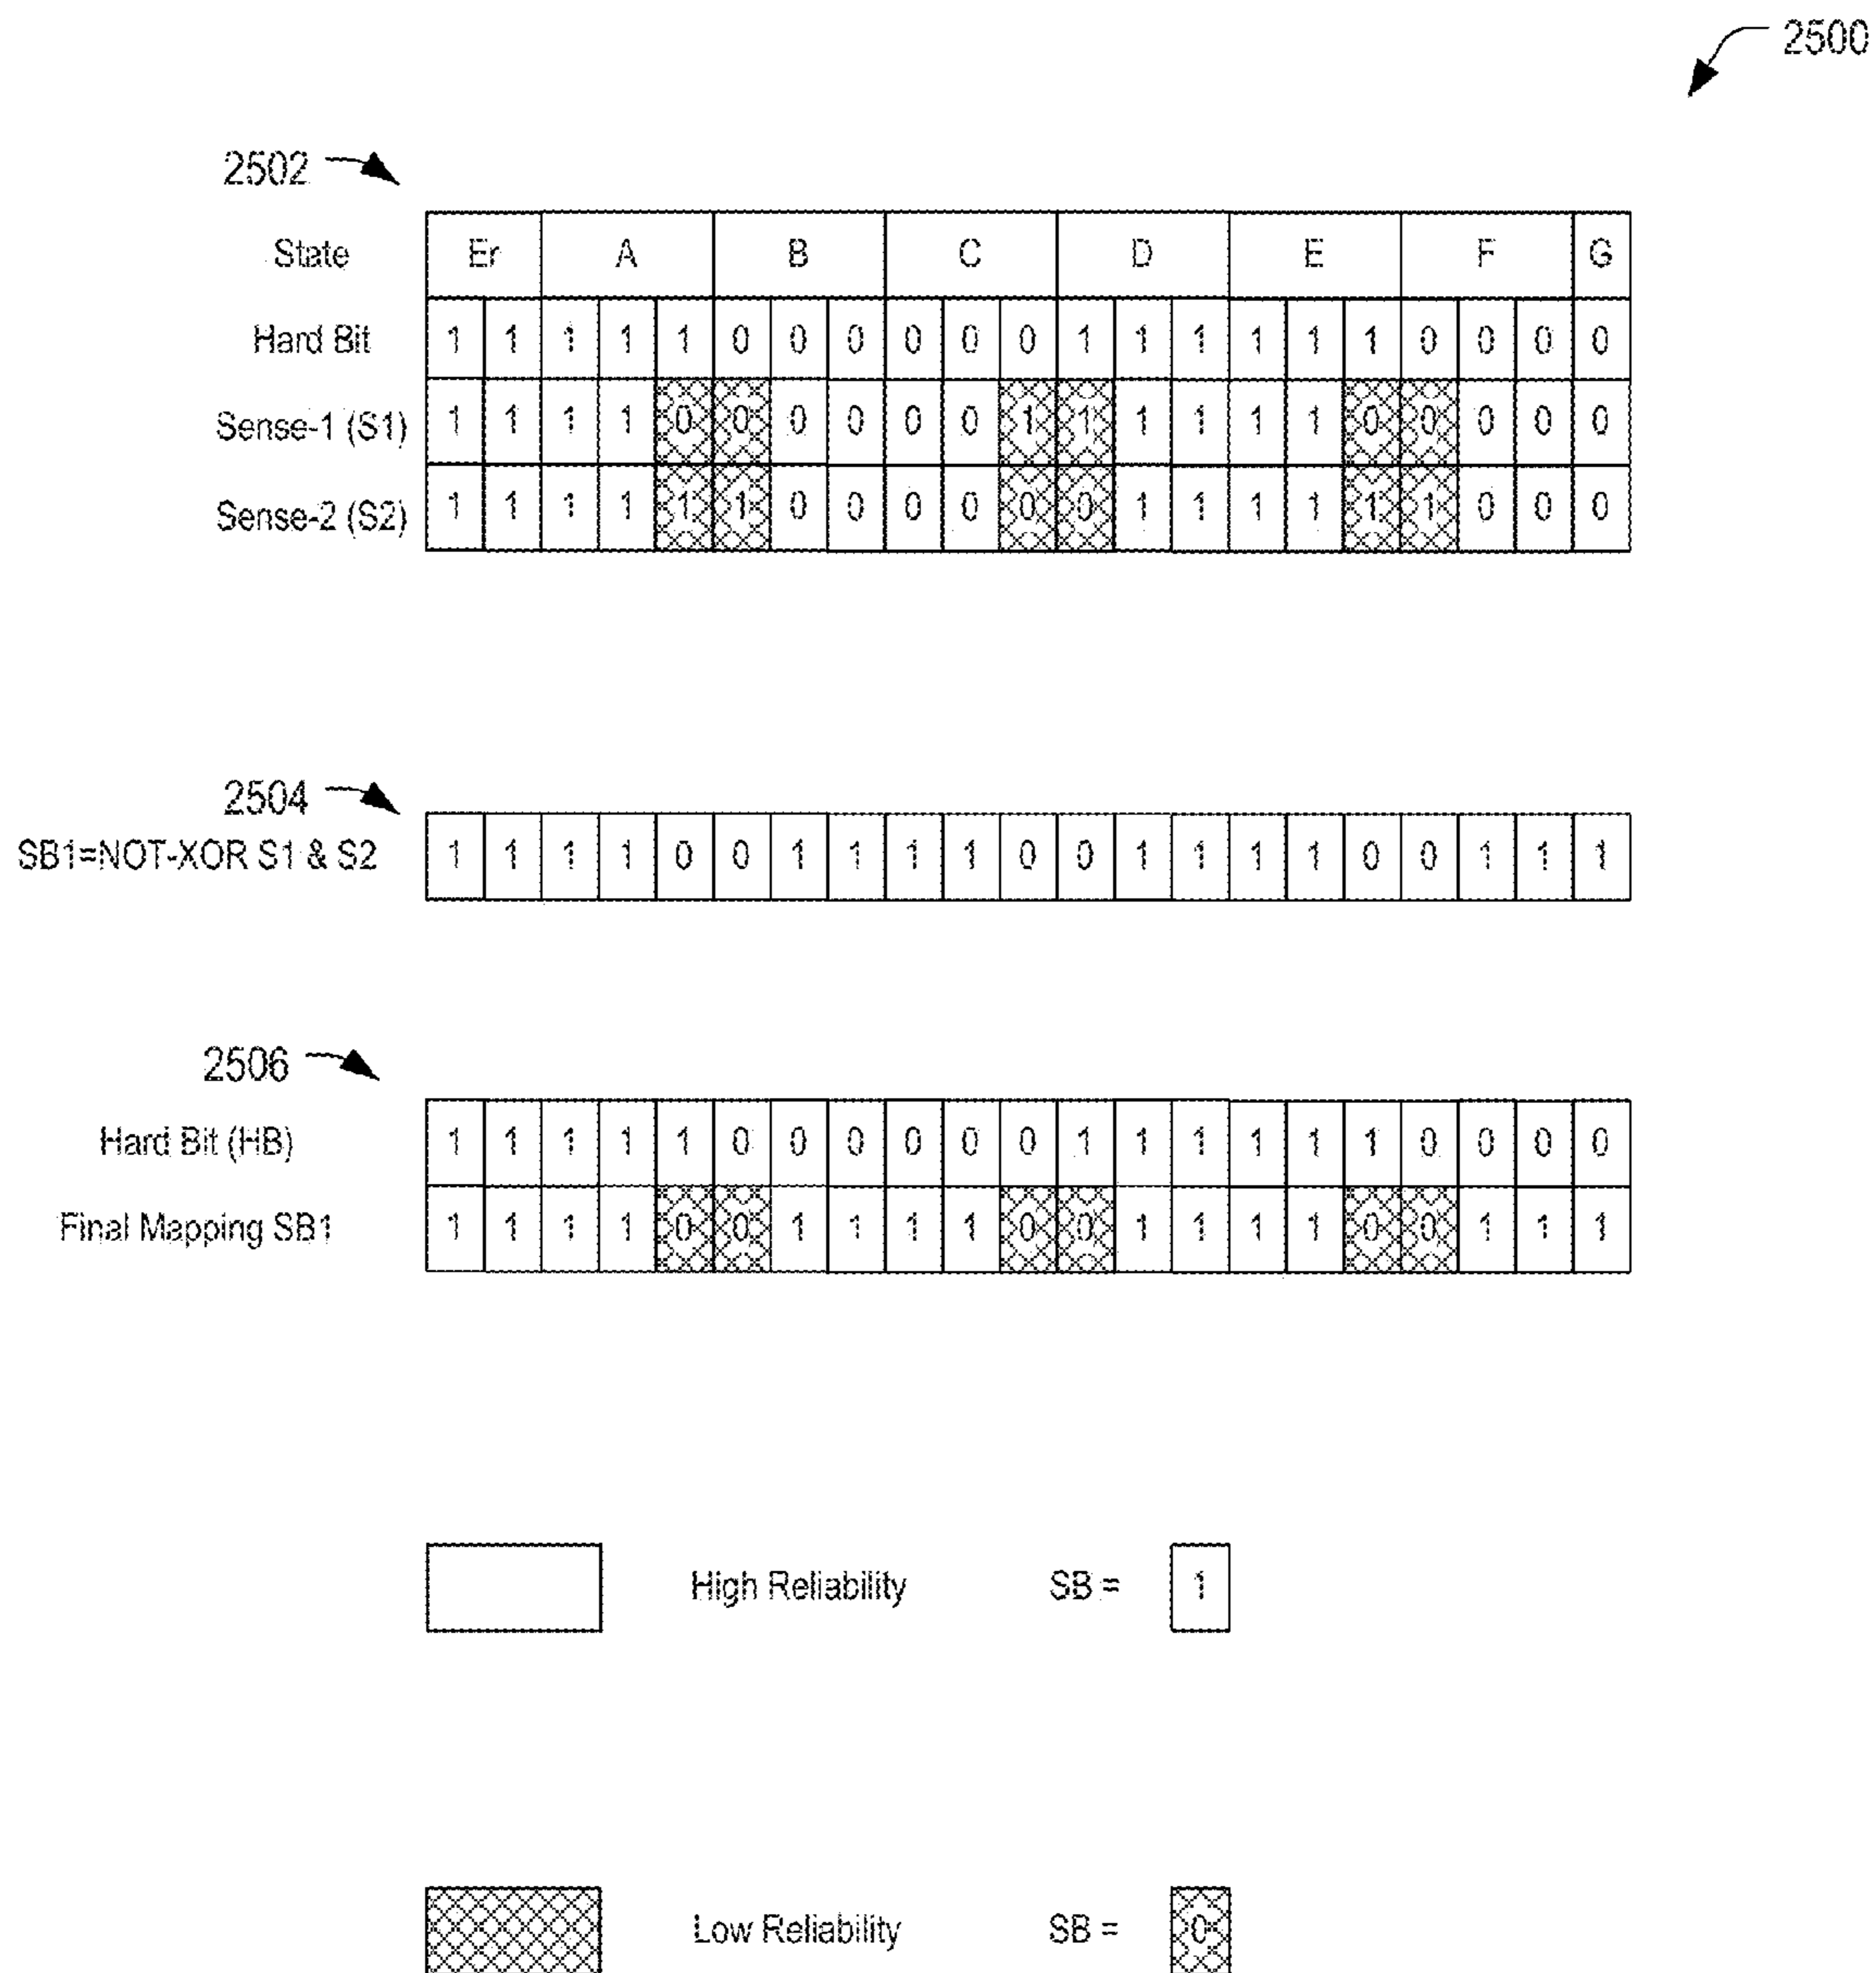 2500
2502
State Er A B C D E F G
Hard Bit 1 1 1 1 1 0 0 0 0 0 0 1 1 1 1 1 1 0 0 0 0
Sense-1 (S1) 1 1 1 1 0 0 0 0 0 0 1 1 1 1 1 1 0 0 0 0 0
Sense-2 (S2) 1 1 1 1 1 1 0 0 0 0 0 0 1 1 1 1 1 1 0 0 0
2504
SB1=NOT-XOR S1 & S2 1 1 1 1 0 0 1 1 1 1 0 0 1 1 1 1 0 0 1 1 1
2506
Hard Bit (HB) 1 1 1 1 1 0 0 0 0 0 0 1 1 1 1 1 1 0 0 0 0
Final Mapping SB1 1 1 1 1 0 0 1 1 1 1 0 0 1 1 1 1 0 0 1 1 1
High Reliability SB = 1
Low Reliability SB = 0